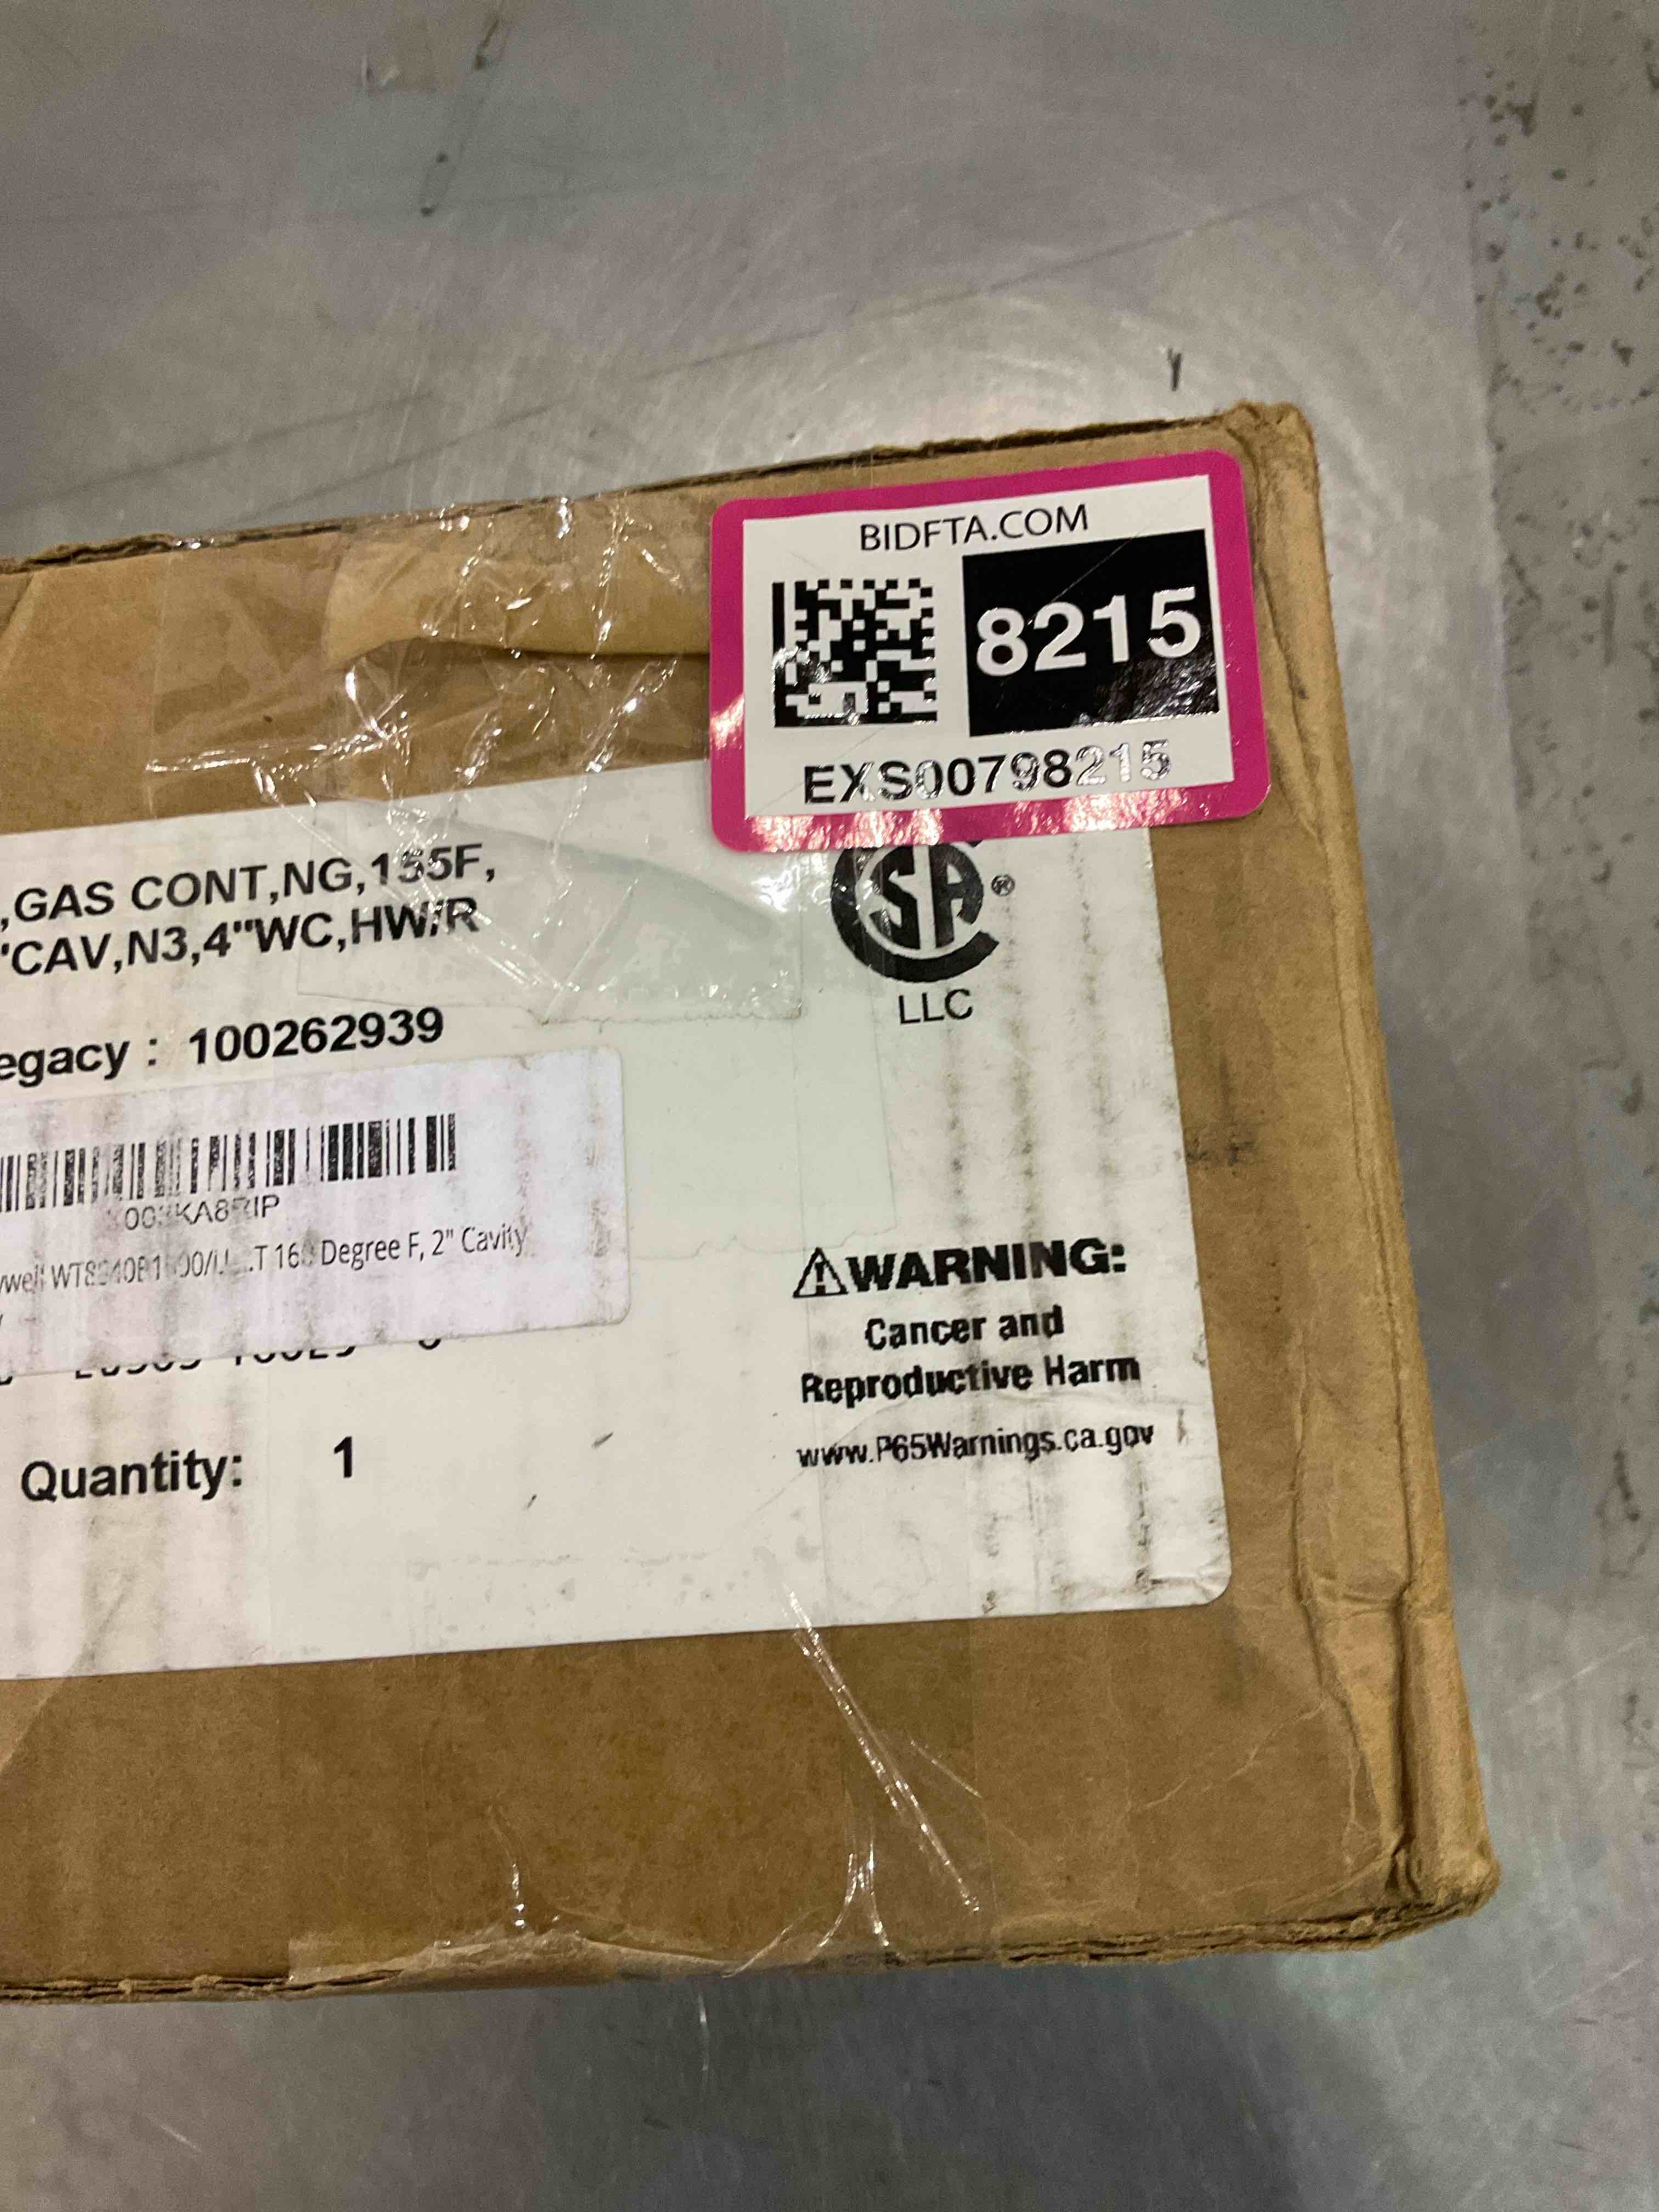 BIDFTA.COM
8215
EXS00798215
,GAS CONT,NG,155F,
"CAV,N3,4"WC,HW/R
SA®
LLC
egacy : 100262939
Degree F, 2" Cavity
⚠WARNING:
Cancer and
Reproductive Harm
www.P65Warnings.ca.gov
Quantity: 1